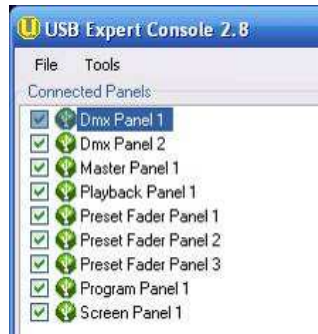 USB Expert Console 2.8
File Tools
Connected Panels
Dmx Panel 1
Dmx Panel 2
Master Panel 1
Playback Panel 1
Preset Fader Panel 1
Preset Fader Panel 2
Preset Fader Panel 3
Program Panel 1
Screen Panel 1